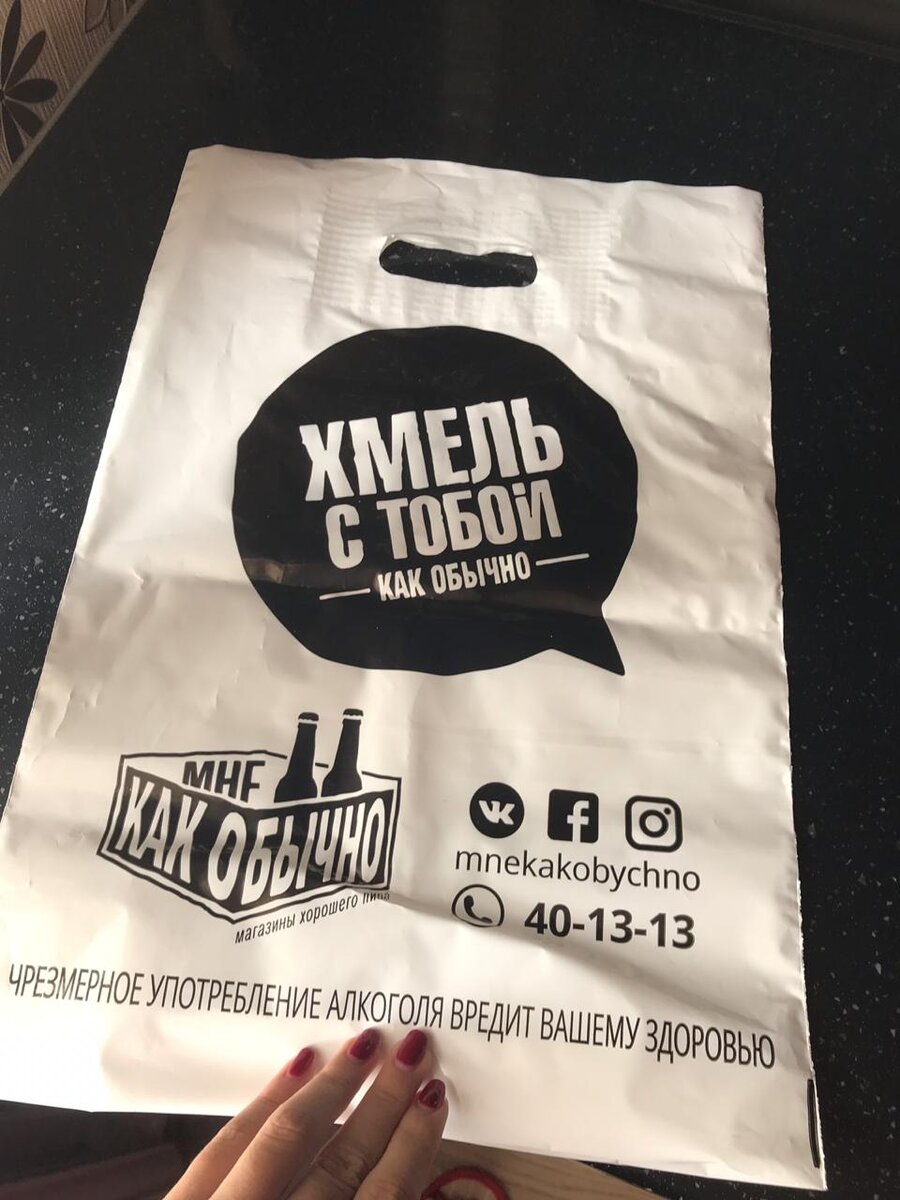 ХМЕЛЬ
С ТОБОЙ
КАК ОБЫЧНО
МНЕ
КАК ОБЫЧНО
магазины хорошего пива
mnekakobychno
40-13-13
ЧРЕЗМЕРНОЕ УПОТРЕБЛЕНИЕ АЛКОГОЛЯ ВРЕДИТ ВАШЕМУ ЗДОРОВЬЮ